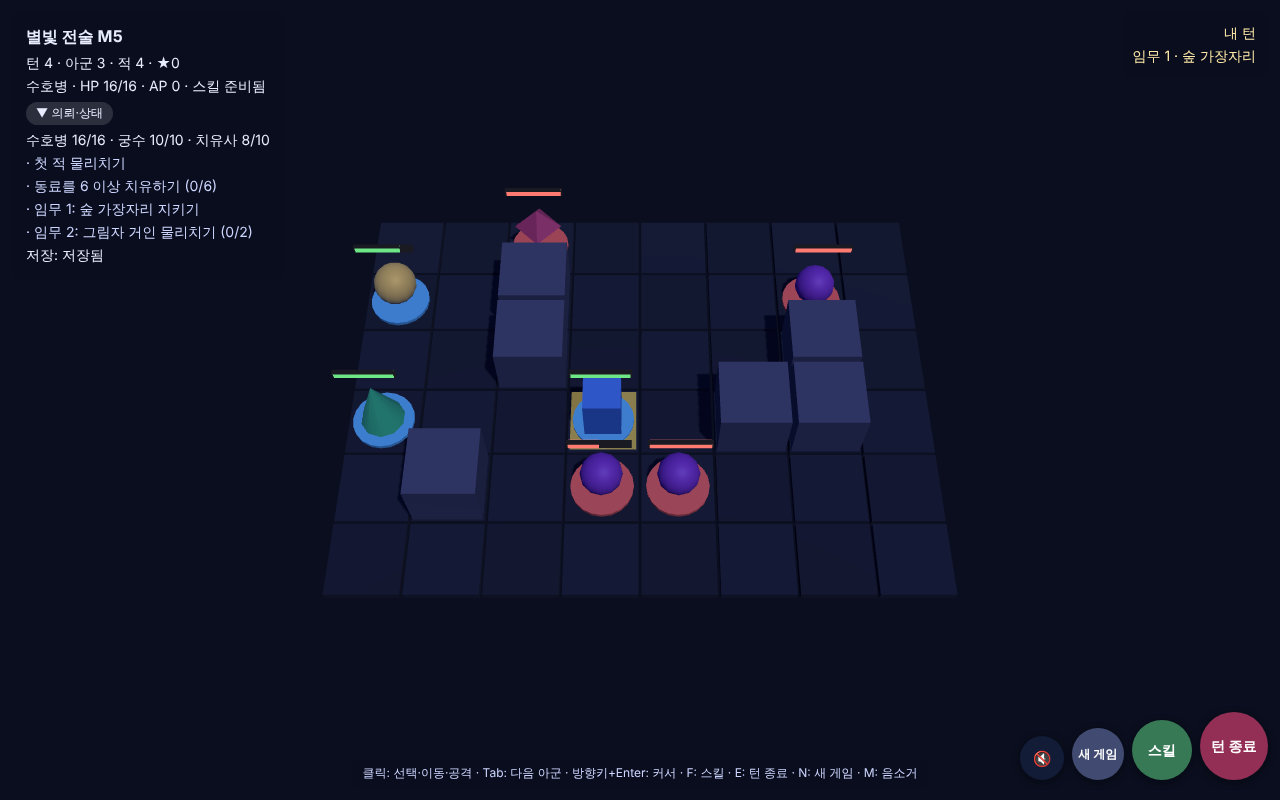 별빛 전술 M5
턴 4 · 아군 3 · 적 4 · ★0
수호병 · HP 16/16 · AP 0 · 스킬 준비됨
▼ 의뢰·상태
수호병 16/16 · 궁수 10/10 · 치유사 8/10
· 첫 적 물리치기
· 동료를 6 이상 치유하기 (0/6)
· 임무 1: 숲 가장자리 지키기
· 임무 2: 그림자 거인 물리치기 (0/2)
저장: 저장됨
내 턴
임무 1 · 숲 가장자리
새 게임
스킬
턴 종료
클릭: 선택·이동·공격 · Tab: 다음 아군 · 방향키+Enter: 커서 · F: 스킬 · E: 턴 종료 · N: 새 게임 · M: 음소거